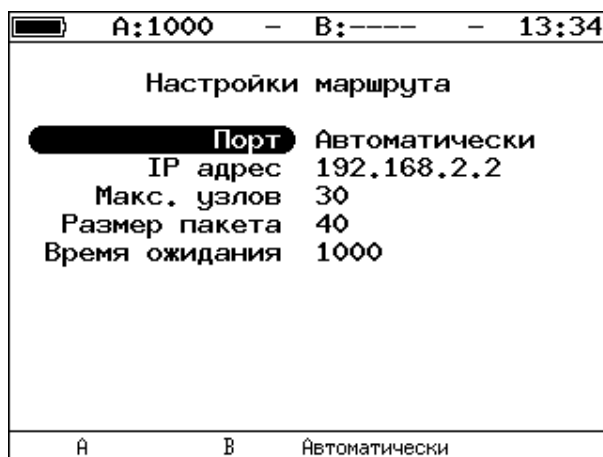 A:1000 - B:---- - 13:34
Настройки маршрута
Порт Автоматически
IP адрес 192.168.2.2
Макс. узлов 30
Размер пакета 40
Время ожидания 1000
A B Автоматически